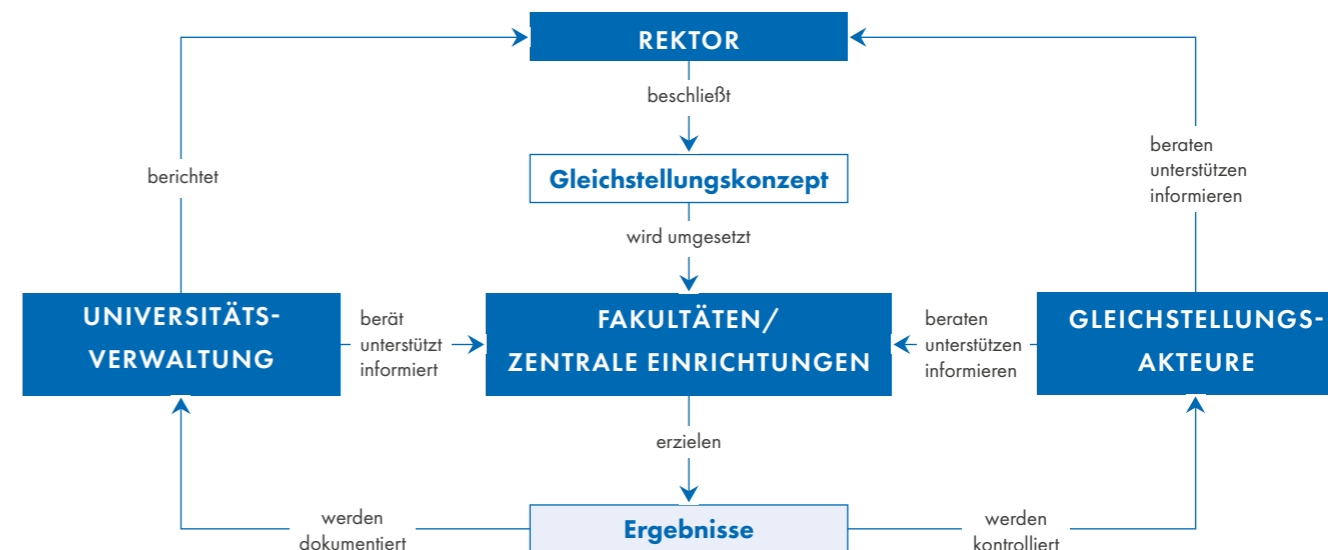 REKTOR
beschließt
berichtet
beraten
unterstützen
informieren
Gleichstellungskonzept
wird umgesetzt
UNIVERSITÄTS-
VERWALTUNG
berät
unterstützt
informiert
FAKULTÄTEN/
ZENTRALE EINRICHTUNGEN
beraten
unterstützen
informieren
GLEICHSTELLUNGS-
AKTEURE
erzielen
werden
dokumentiert
Ergebnisse
werden
kontrolliert